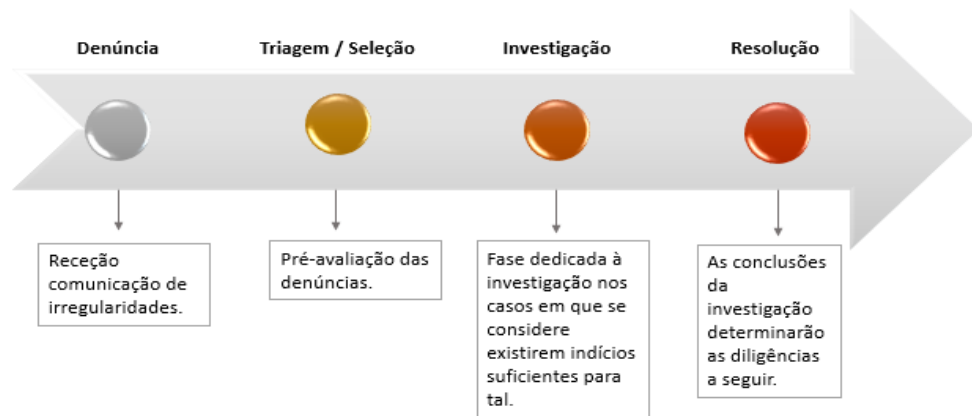 Denúncia
Triagem / Seleção
Investigação
Resolução
Receção
comunicação de
irregularidades.
Pré-avaliação das
denúncias.
Fase dedicada à
investigação nos
casos em que se
considere
existirem indícios
suficientes para
tal.
As conclusões
da
investigação
determinarão
as diligências
a seguir.